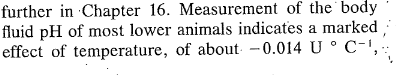 further in Chapter 16. Measurement of the body
fluid pH of most lower animals indicates a marked
effect of temperature, of about −0.014 U ° C⁻¹,